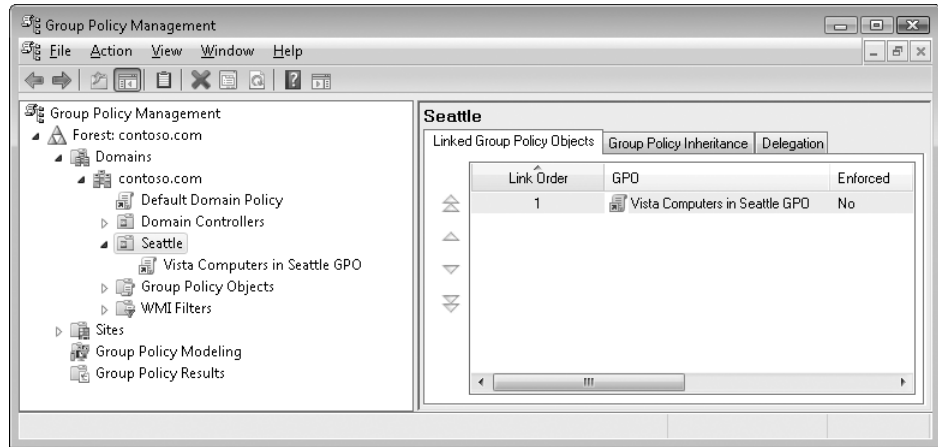 Group Policy Management
File Action View Window Help
Group Policy Management
Forest: contoso.com
Domains
contoso.com
Default Domain Policy
Domain Controllers
Seattle
Vista Computers in Seattle GPO
Group Policy Objects
WMI Filters
Sites
Group Policy Modeling
Group Policy Results
Seattle
Linked Group Policy Objects Group Policy Inheritance Delegation
Link Order GPO Enforced
1 Vista Computers in Seattle GPO No